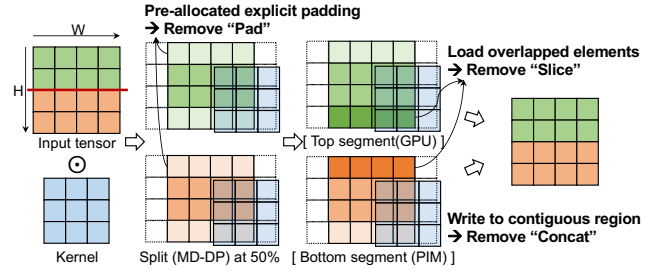 W
H
Input tensor
Kernel
Pre-allocated explicit padding
→ Remove “Pad”
Split (MD-DP) at 50%
[ Top segment(GPU) ]
[ Bottom segment (PIM) ]
Load overlapped elements
→ Remove “Slice”
Write to contiguous region
→ Remove “Concat”